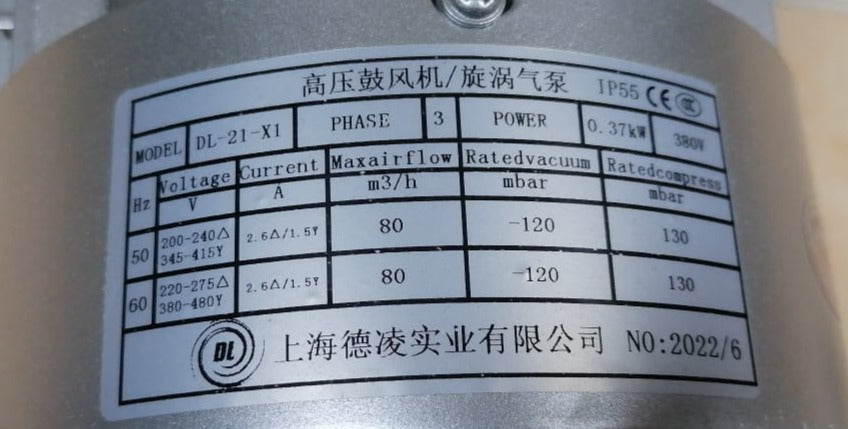 高压鼓风机/旋涡气泵 IP55 CE CCC
MODEL DL-21-X1 PHASE 3 POWER 0.37kW 380V
Hz Voltage V Current A Maxairflow m3/h Ratedvacuum mbar Ratedcompress mbar
50 200-240△ 345-415Y 2.6△/1.5Y 80 -120 130
60 220-275△ 380-480Y 2.6△/1.5Y 80 -120 130
DL 上海德凌实业有限公司 NO:2022/6